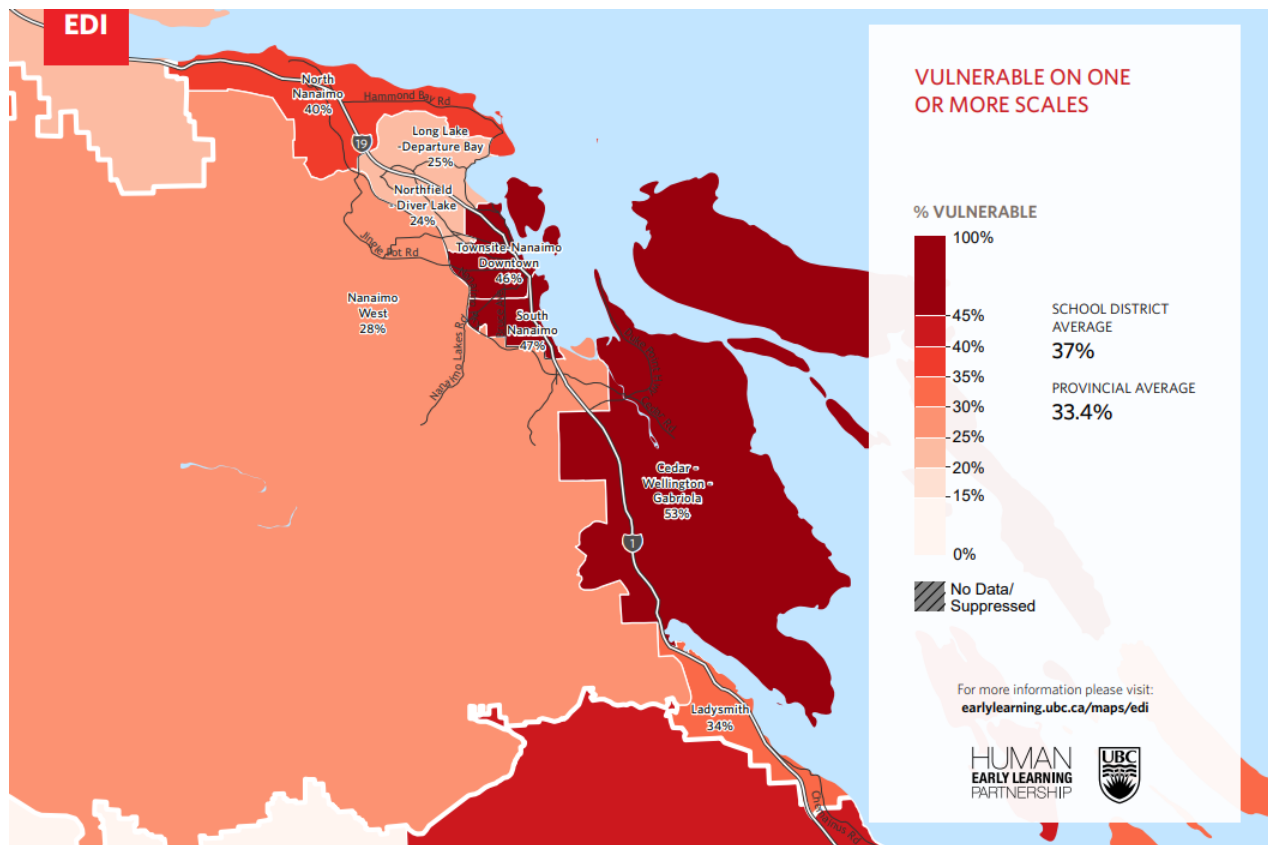 EDI
North
Nanaimo
40%
Hammond Bay Rd
19
Long Lake
-Departure Bay
25%
Northfield
- Diver Lake
24%
Jingle Pot Rd
Townsite-Nanaimo
Downtown
46%
Nanaimo
West
28%
South
Nanaimo
47%
Nanaimo Lakes Rd
Cedar -
Wellington -
Gabriola
53%
1
Ladysmith
34%
Chemainus Rd
VULNERABLE ON ONE
OR MORE SCALES
% VULNERABLE
100%
45%
40%
35%
30%
25%
20%
15%
0%
No Data/
Suppressed
SCHOOL DISTRICT
AVERAGE
37%
PROVINCIAL AVERAGE
33.4%
For more information please visit:
earlylearning.ubc.ca/maps/edi
HUMAN
EARLY LEARNING
PARTNERSHIP
UBC